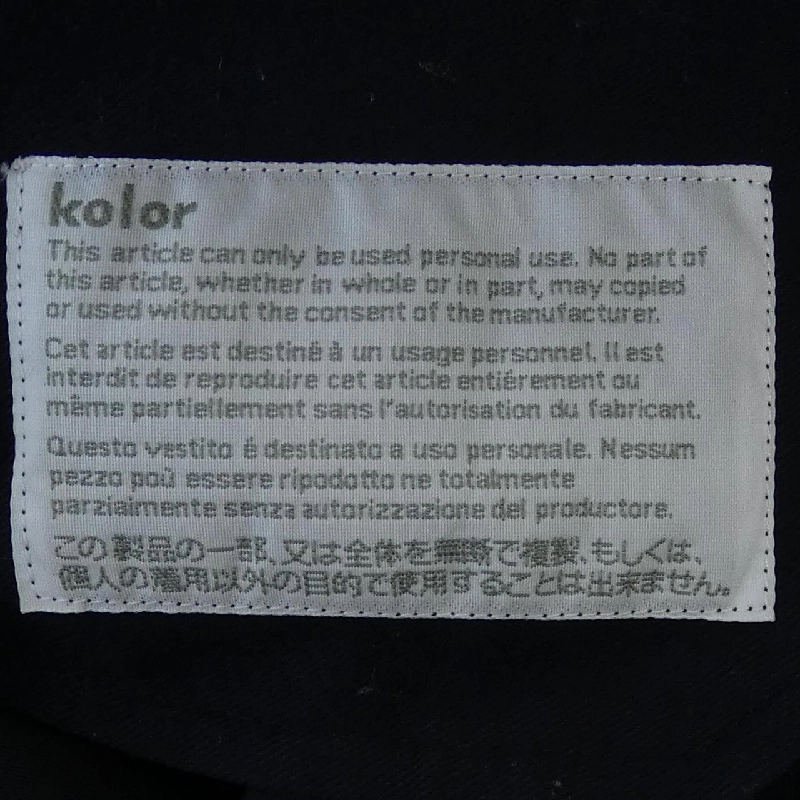 kolor
This article can only be used personal use. No part of
this article, whether in whole or in part, may copied
or used without the consent of the manufacturer.
Cet article est destiné à un usage personnel. Il est
interdit de reproduire cet article entiérement ou
même partiellement sans l'autorisation du fabricant.
Questo vestito é destinato a uso personale. Nessum
pezzo poù essere ripodotto ne totalmente
parzialmente senza autorizzazione del productore.
この製品の一部、又は全体を無断で複製、もしくは、
個人の着用以外の目的で使用することは出来ません。